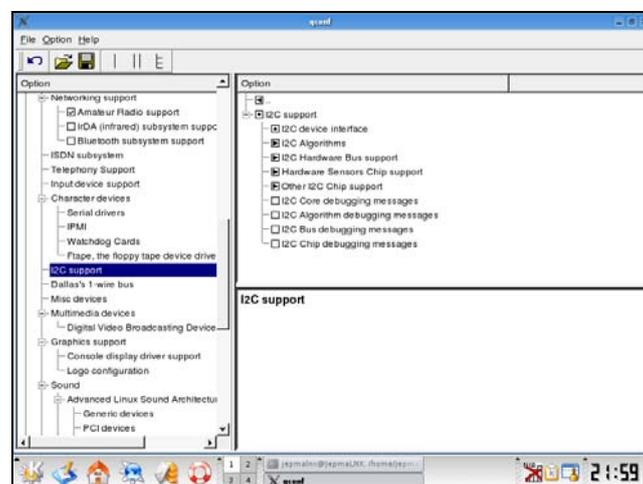 qconf
File Option Help
Option
Networking support
Amateur Radio support
IrDA (infrared) subsystem suppc
Bluetooth subsystem support
ISDN subsystem
Telephony Support
Input device support
Character devices
Serial drivers
IPMI
Watchdog Cards
Ftape, the floppy tape device drive
I2C support
Dallas's 1-wire bus
Misc devices
Multimedia devices
Digital Video Broadcasting Device
Graphics support
Console display driver support
Logo configuration
Sound
Advanced Linux Sound Architectu
Generic devices
PCI devices
Option
..
I2C support
I2C device interface
I2C Algorithms
I2C Hardware Bus support
Hardware Sensors Chip support
Other I2C Chip support
I2C Core debugging messages
I2C Algorithm debugging messages
I2C Bus debugging messages
I2C Chip debugging messages
I2C support
1 2
3 4
qconf
21:59